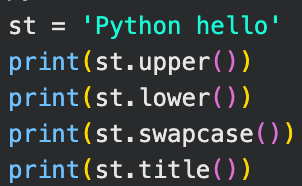 st = 'Python hello'
print(st.upper())
print(st.lower())
print(st.swapcase())
print(st.title())